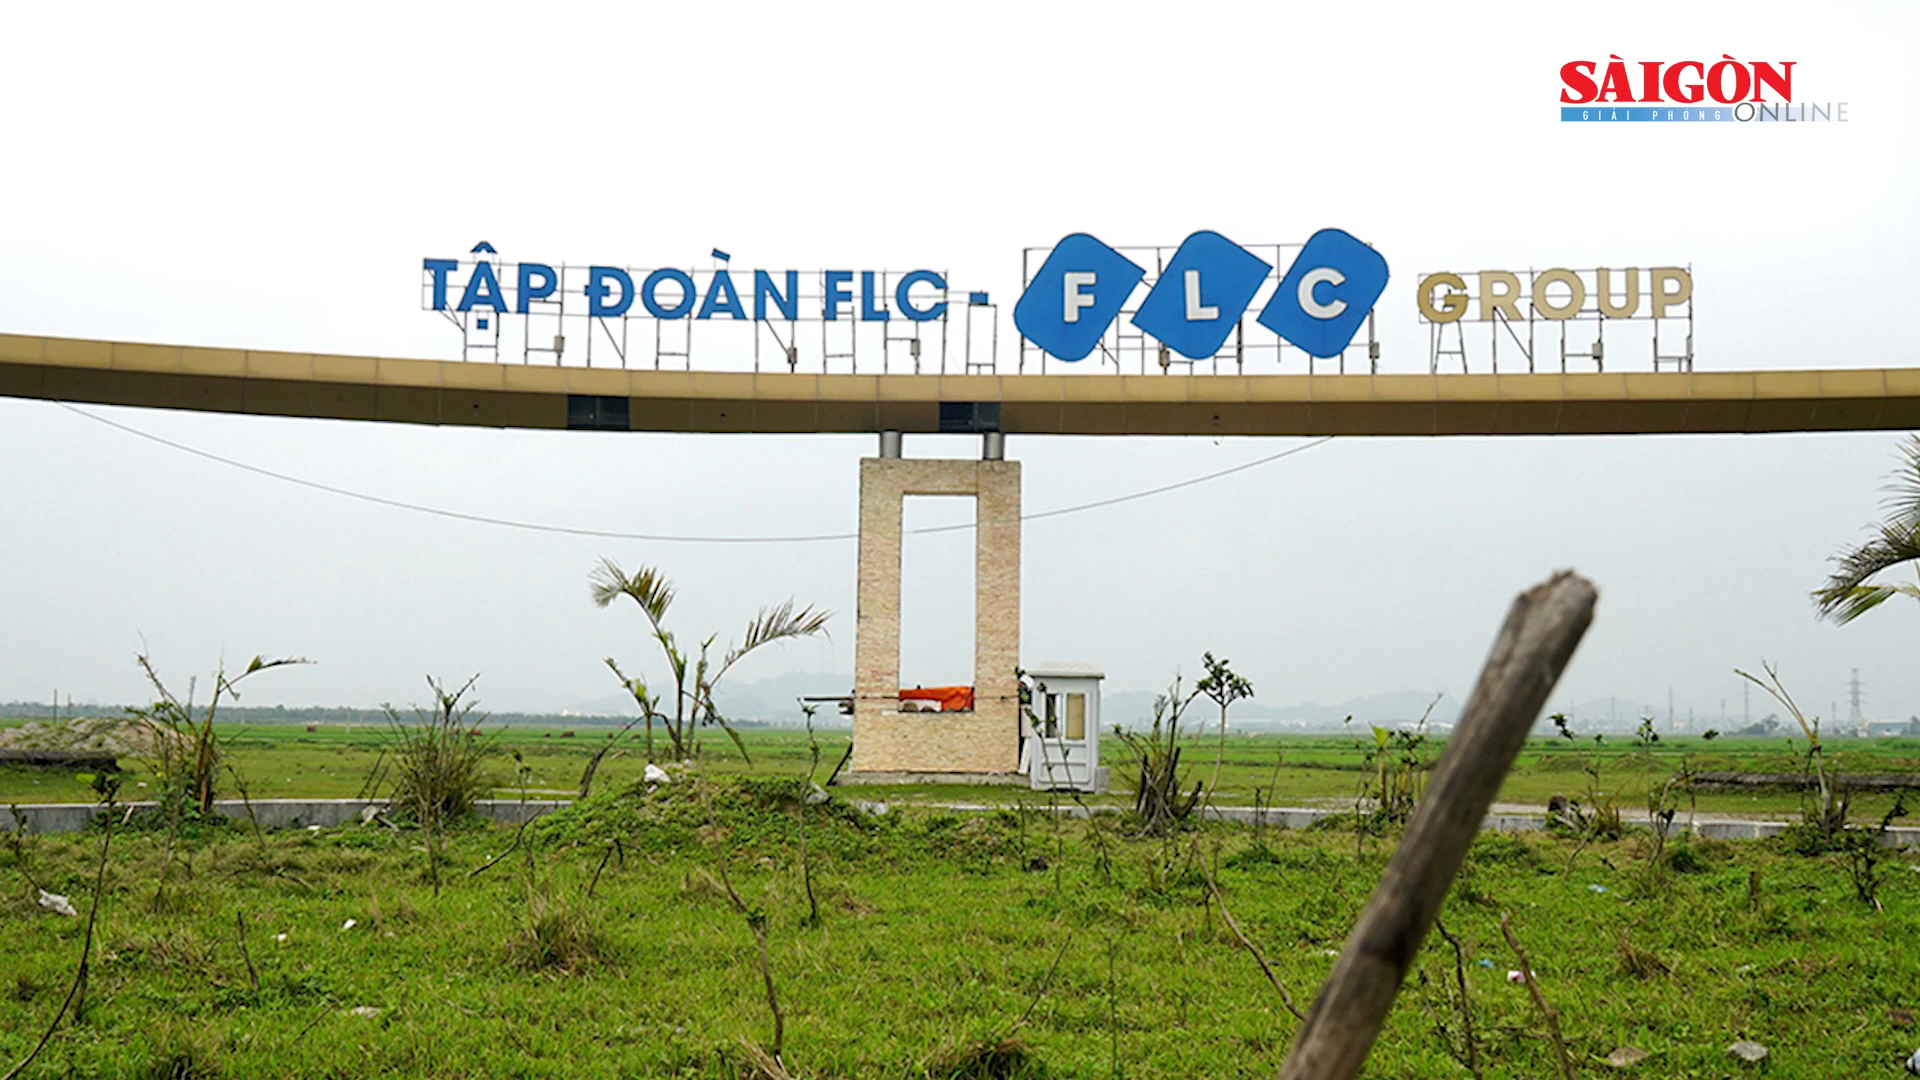 SÀIGÒN
GIẢI PHÓNG ONLINE
TẬP ĐOÀN FLC - FLC GROUP